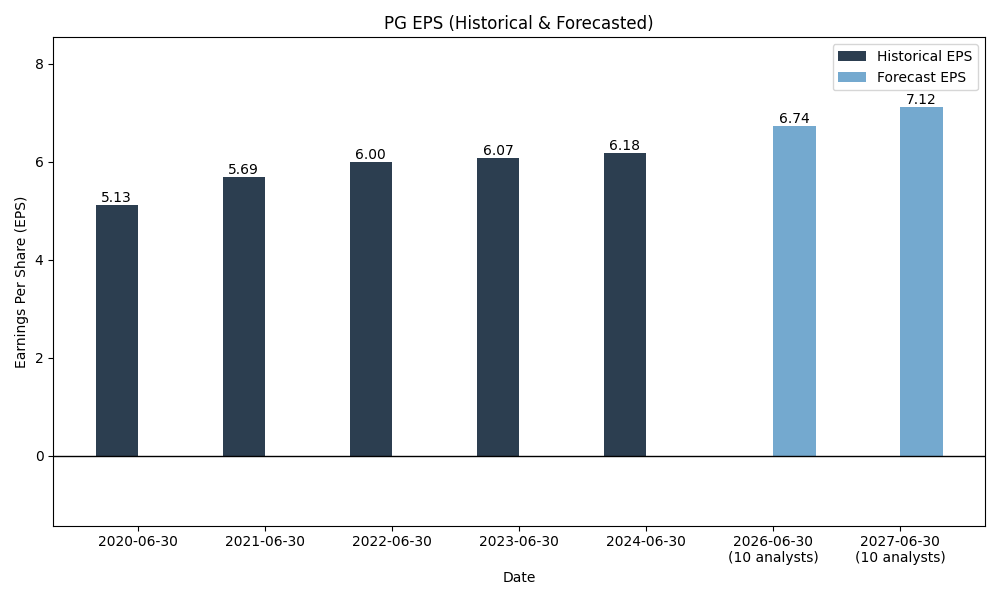 PG EPS (Historical & Forecasted)
Historical EPS
Forecast EPS
Earnings Per Share (EPS)
8
6
4
2
0
5.13
5.69
6.00
6.07
6.18
6.74
7.12
2020-06-30
2021-06-30
2022-06-30
2023-06-30
2024-06-30
2026-06-30
(10 analysts)
2027-06-30
(10 analysts)
Date